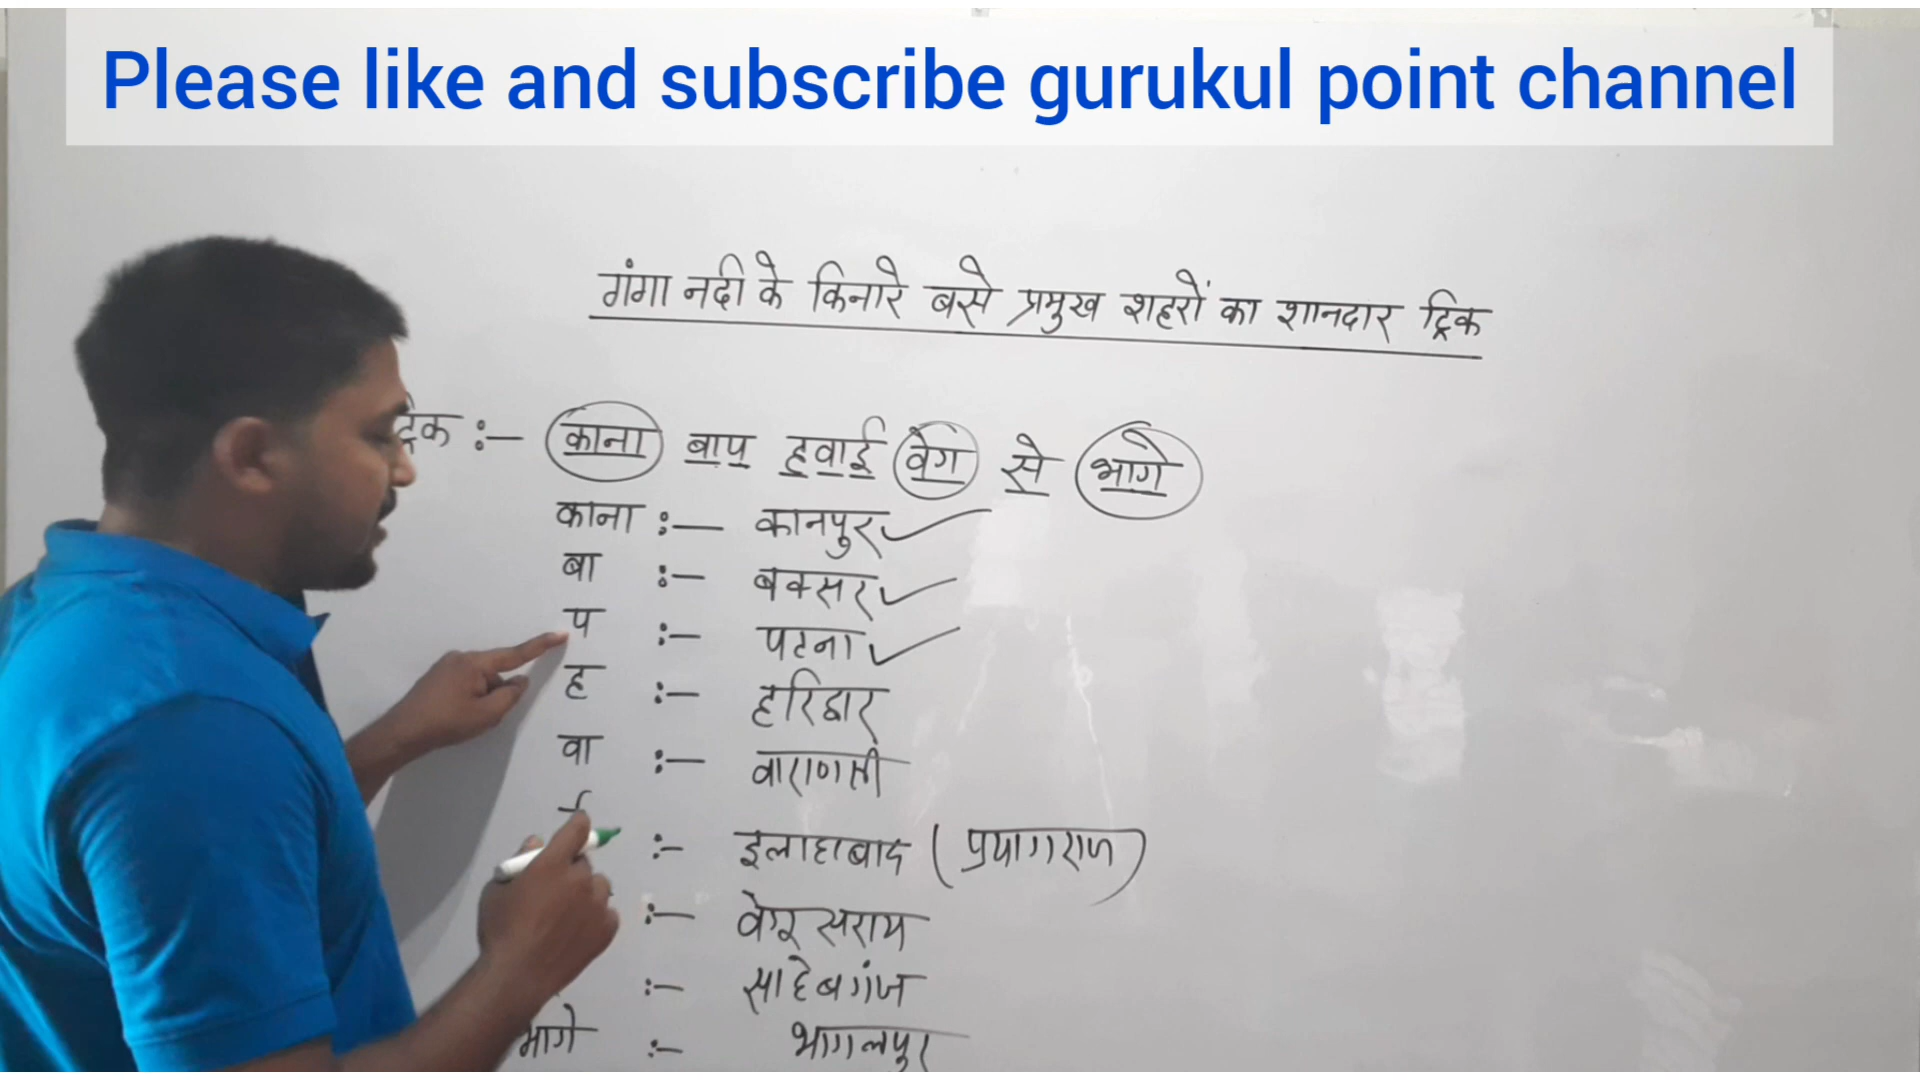 Please like and subscribe gurukul point channel
गंगा नदी के किनारे बसे प्रमुख शहरों का शानदार ट्रिक
ट्रिक :- काना बाप हवाई वेग से भागे
काना :- कानपुर
बा :- बक्सर
प :- पटना
ह :- हरिद्वार
वा :- वाराणसी
:- इलाहाबाद (प्रयागराज)
:- वेगूसराय
:- साहेबगंज
भागे :- भागलपुर